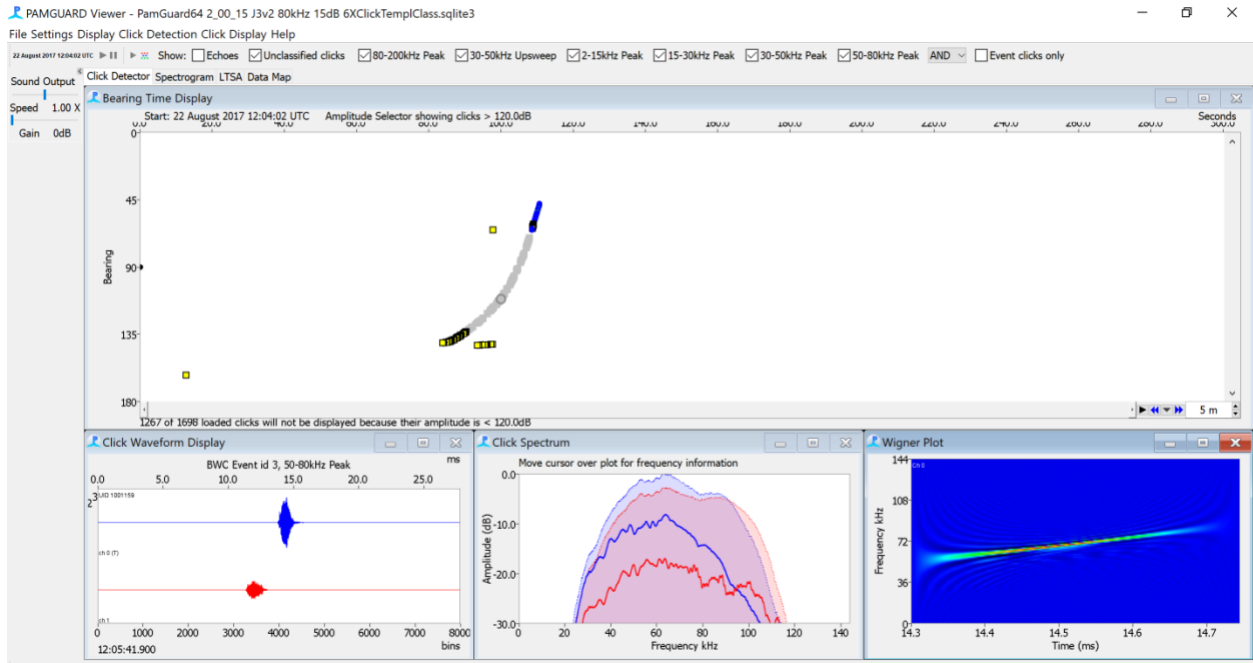 PAMGUARD Viewer - PamGuard64 2_00_15 J3v2 80kHz 15dB 6XClickTemplClass.sqlite3
File Settings Display Click Detection Click Display Help
22 August 2017 12:04:02 UTC Show: Echoes Unclassified clicks 80-200kHz Peak 30-50kHz Upsweep 2-15kHz Peak 15-30kHz Peak 30-50kHz Peak 50-80kHz Peak AND Event clicks only
Sound Output Click Detector Spectrogram LTSA Data Map
Speed 1.00 X
Gain 0dB
Bearing Time Display
Start: 22 August 2017 12:04:02 UTC Amplitude Selector showing clicks > 120.0dB Seconds
0.0 20.0 40.0 60.0 80.0 100.0 120.0 140.0 160.0 180.0 200.0 220.0 240.0 260.0 280.0 300.0
0
45
90
135
180
Bearing
5 m
1267 of 1698 loaded clicks will not be displayed because their amplitude is < 120.0dB
Click Waveform Display
BWC Event id 3, 50-80kHz Peak ms
0.0 5.0 10.0 15.0 20.0 25.0
UID 1001159
ch 0 (T)
ch 1
0 1000 2000 3000 4000 5000 6000 7000 8000
12:05:41.900 bins
Click Spectrum
Move cursor over plot for frequency information
0.0
-10.0
-20.0
-30.0
Amplitude (dB)
0 20 40 60 80 100 120 140
Frequency kHz
Wigner Plot
Ch 0
144
108
72
36
0
Frequency kHz
14.3 14.4 14.5 14.6 14.7
Time (ms)